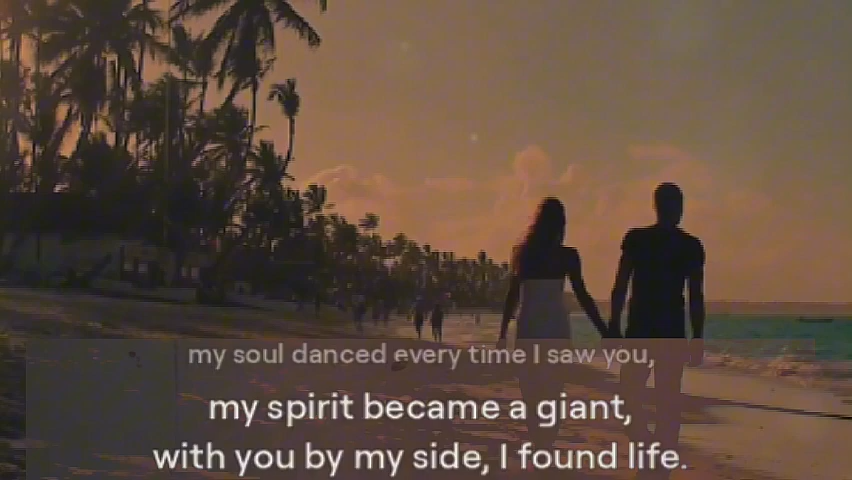 my soul danced every time I saw you,
my spirit became a giant,
with you by my side, I found life.